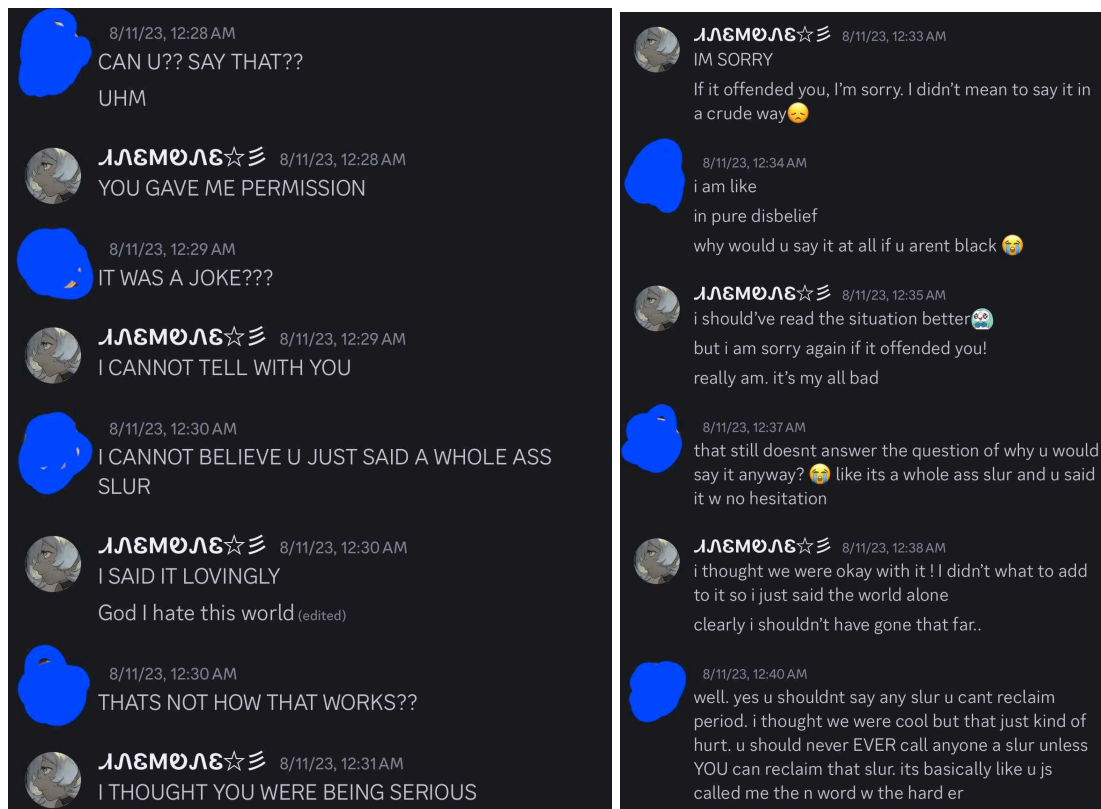 8/11/23, 12:28 AM
CAN U?? SAY THAT??
UHM
ᏗᏁᏋᎷᎧᏁᏋ☆彡 8/11/23, 12:28 AM
YOU GAVE ME PERMISSION
8/11/23, 12:29 AM
IT WAS A JOKE???
ᏗᏁᏋᎷᎧᏁᏋ☆彡 8/11/23, 12:29 AM
I CANNOT TELL WITH YOU
8/11/23, 12:30 AM
I CANNOT BELIEVE U JUST SAID A WHOLE ASS
SLUR
ᏗᏁᏋᎷᎧᏁᏋ☆彡 8/11/23, 12:30 AM
I SAID IT LOVINGLY
God I hate this world (edited)
8/11/23, 12:30 AM
THATS NOT HOW THAT WORKS??
ᏗᏁᏋᎷᎧᏁᏋ☆彡 8/11/23, 12:31 AM
I THOUGHT YOU WERE BEING SERIOUS
ᏗᏁᏋᎷᎧᏁᏋ☆彡 8/11/23, 12:33 AM
IM SORRY
If it offended you, I'm sorry. I didn't mean to say it in
a crude way😞
8/11/23, 12:34 AM
i am like
in pure disbelief
why would u say it at all if u arent black 😭
ᏗᏁᏋᎷᎧᏁᏋ☆彡 8/11/23, 12:35 AM
i should've read the situation better
but i am sorry again if it offended you!
really am. it's my all bad
8/11/23, 12:37 AM
that still doesnt answer the question of why u would
say it anyway? 😭 like its a whole ass slur and u said
it w no hesitation
ᏗᏁᏋᎷᎧᏁᏋ☆彡 8/11/23, 12:38 AM
i thought we were okay with it ! I didn't what to add
to it so i just said the world alone
clearly i shouldn't have gone that far..
8/11/23, 12:40 AM
well. yes u shouldnt say any slur u cant reclaim
period. i thought we were cool but that just kind of
hurt. u should never EVER call anyone a slur unless
YOU can reclaim that slur. its basically like u js
called me the n word w the hard er